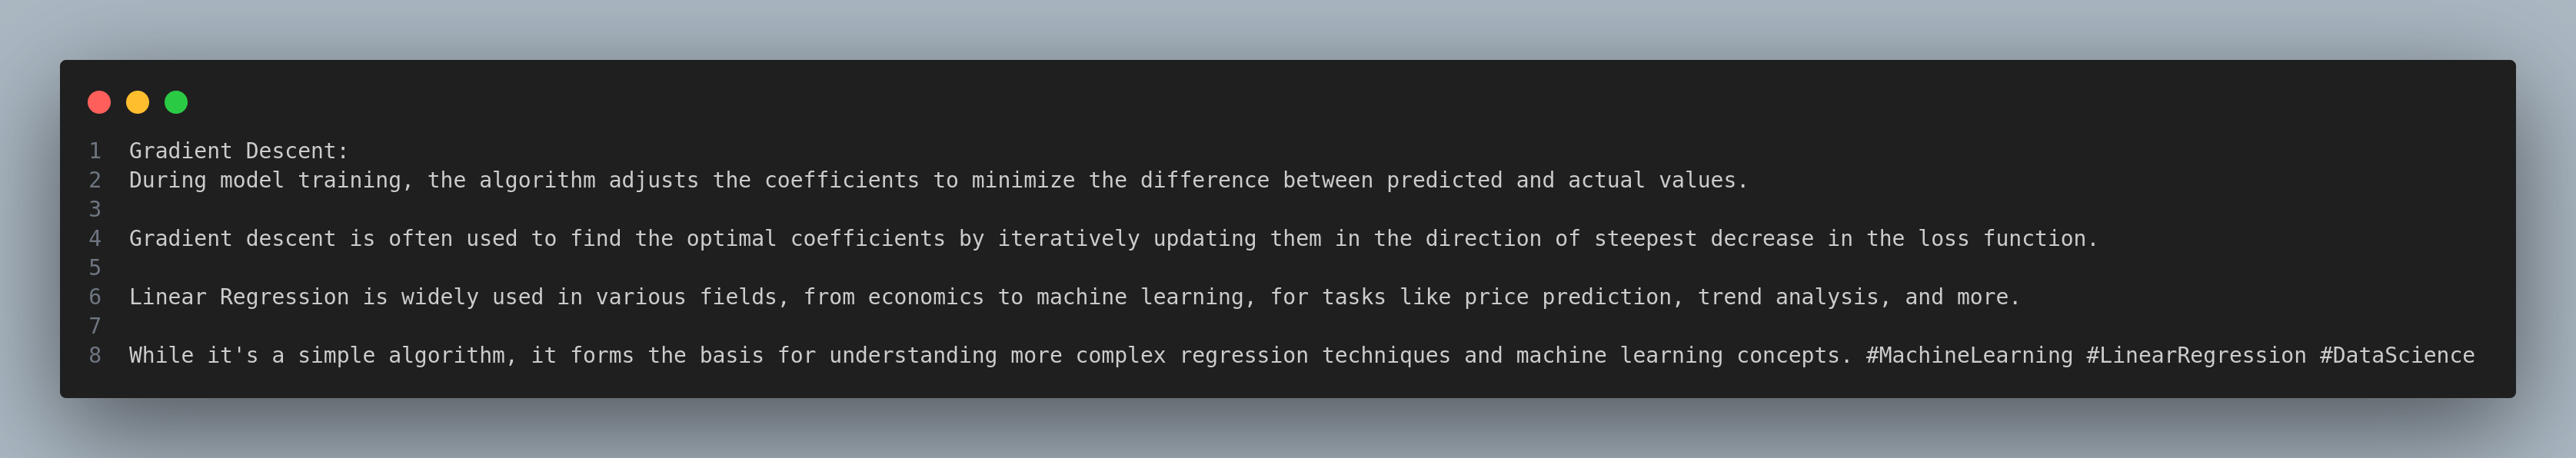 1 Gradient Descent:
2 During model training, the algorithm adjusts the coefficients to minimize the difference between predicted and actual values.
3
4 Gradient descent is often used to find the optimal coefficients by iteratively updating them in the direction of steepest decrease in the loss function.
5
6 Linear Regression is widely used in various fields, from economics to machine learning, for tasks like price prediction, trend analysis, and more.
7
8 While it's a simple algorithm, it forms the basis for understanding more complex regression techniques and machine learning concepts. #MachineLearning #LinearRegression #DataScience